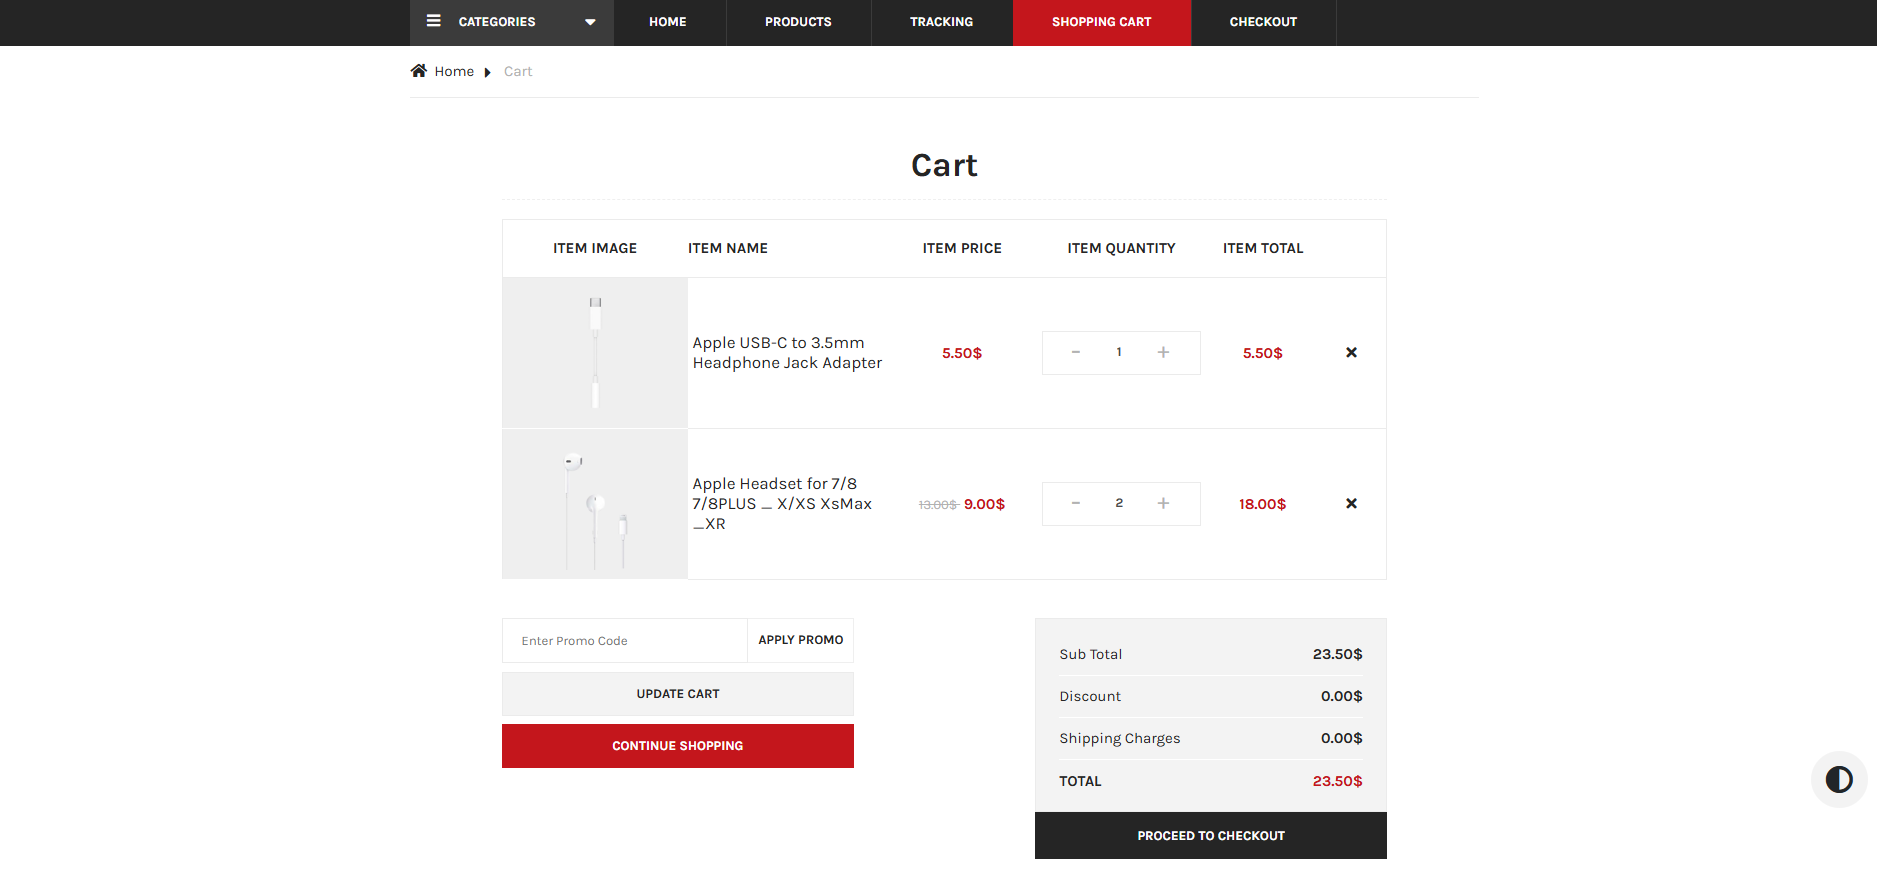 CATEGORIES HOME PRODUCTS TRACKING SHOPPING CART CHECKOUT
Home Cart
Cart
ITEM IMAGE ITEM NAME ITEM PRICE ITEM QUANTITY ITEM TOTAL
Apple USB-C to 3.5mm
Headphone Jack Adapter
5.50$ - 1 + 5.50$
Apple Headset for 7/8
7/8PLUS _ X/XS XsMax
_XR
13.00$ 9.00$ - 2 + 18.00$
Enter Promo Code APPLY PROMO
UPDATE CART
CONTINUE SHOPPING
Sub Total 23.50$
Discount 0.00$
Shipping Charges 0.00$
TOTAL 23.50$
PROCEED TO CHECKOUT